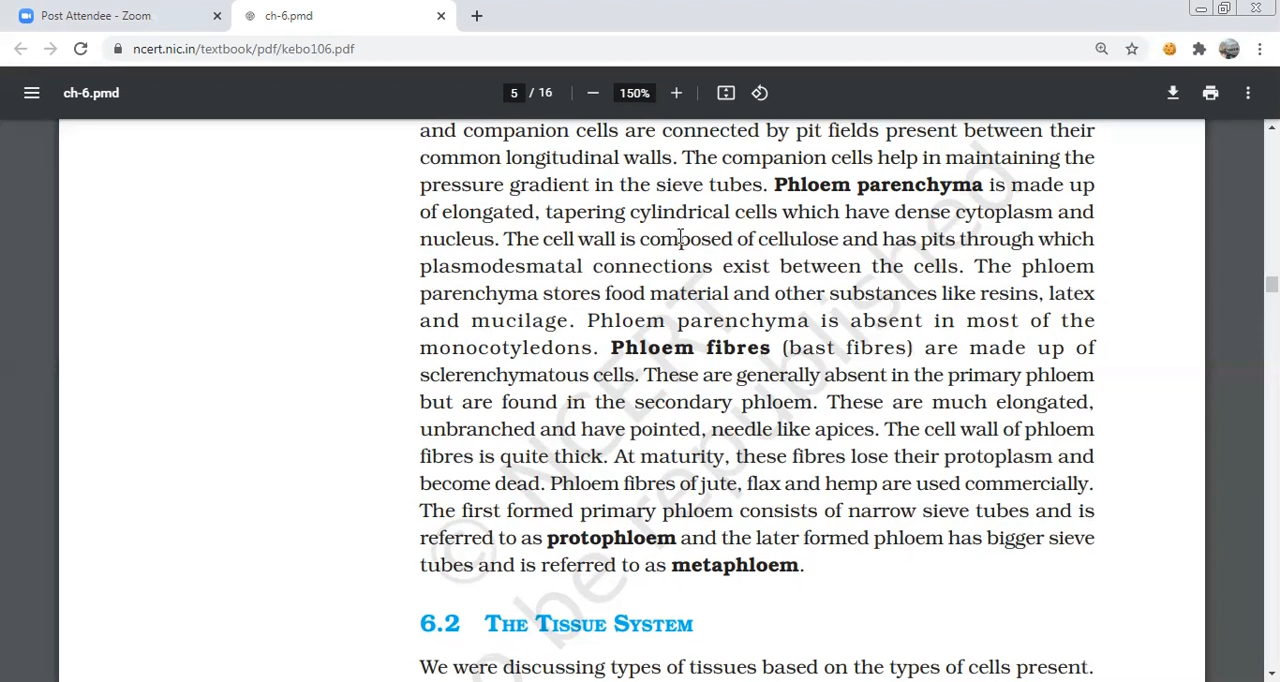 Post Attendee - Zoom
ch-6.pmd
ncert.nic.in/textbook/pdf/kebo106.pdf
ch-6.pmd
5 / 16
150%
and companion cells are connected by pit fields present between their
common longitudinal walls. The companion cells help in maintaining the
pressure gradient in the sieve tubes. Phloem parenchyma is made up
of elongated, tapering cylindrical cells which have dense cytoplasm and
nucleus. The cell wall is composed of cellulose and has pits through which
plasmodesmatal connections exist between the cells. The phloem
parenchyma stores food material and other substances like resins, latex
and mucilage. Phloem parenchyma is absent in most of the
monocotyledons. Phloem fibres (bast fibres) are made up of
sclerenchymatous cells. These are generally absent in the primary phloem
but are found in the secondary phloem. These are much elongated,
unbranched and have pointed, needle like apices. The cell wall of phloem
fibres is quite thick. At maturity, these fibres lose their protoplasm and
become dead. Phloem fibres of jute, flax and hemp are used commercially.
The first formed primary phloem consists of narrow sieve tubes and is
referred to as protophloem and the later formed phloem has bigger sieve
tubes and is referred to as metaphloem.
6.2 The Tissue System
We were discussing types of tissues based on the types of cells present.
© NCERT
o be republished